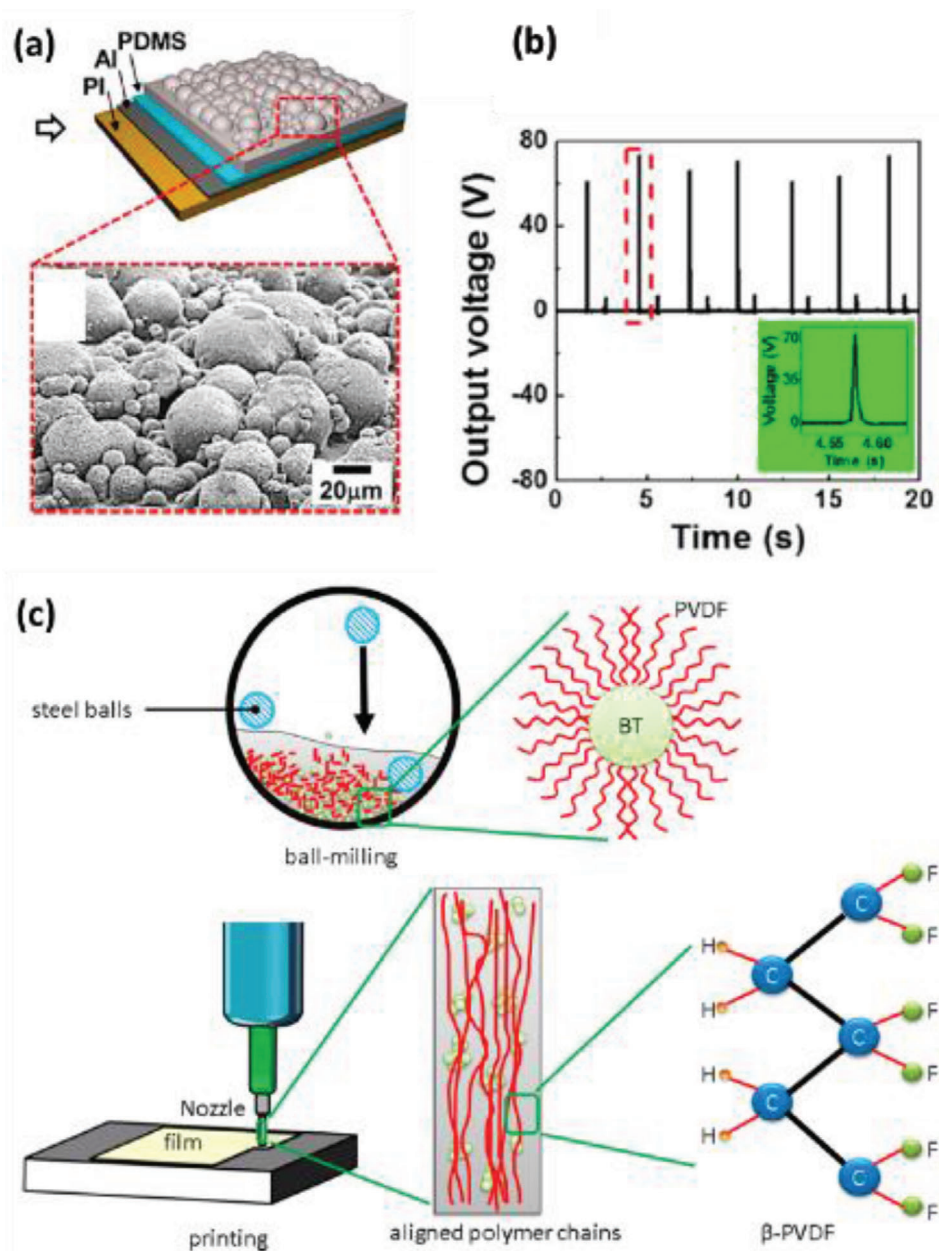 (a)
PDMS
Al
PI
20μm
(b)
Output voltage (V)
80
40
0
-40
-80
0 5 10 15 20
Time (s)
Voltage (V)
70
35
0
4.55 4.60
Time (s)
(c)
steel balls
ball-milling
PVDF
BT
Nozzle
film
printing
aligned polymer chains
C F
F
H C
H
C F
F
H C
H
C F
F
β-PVDF